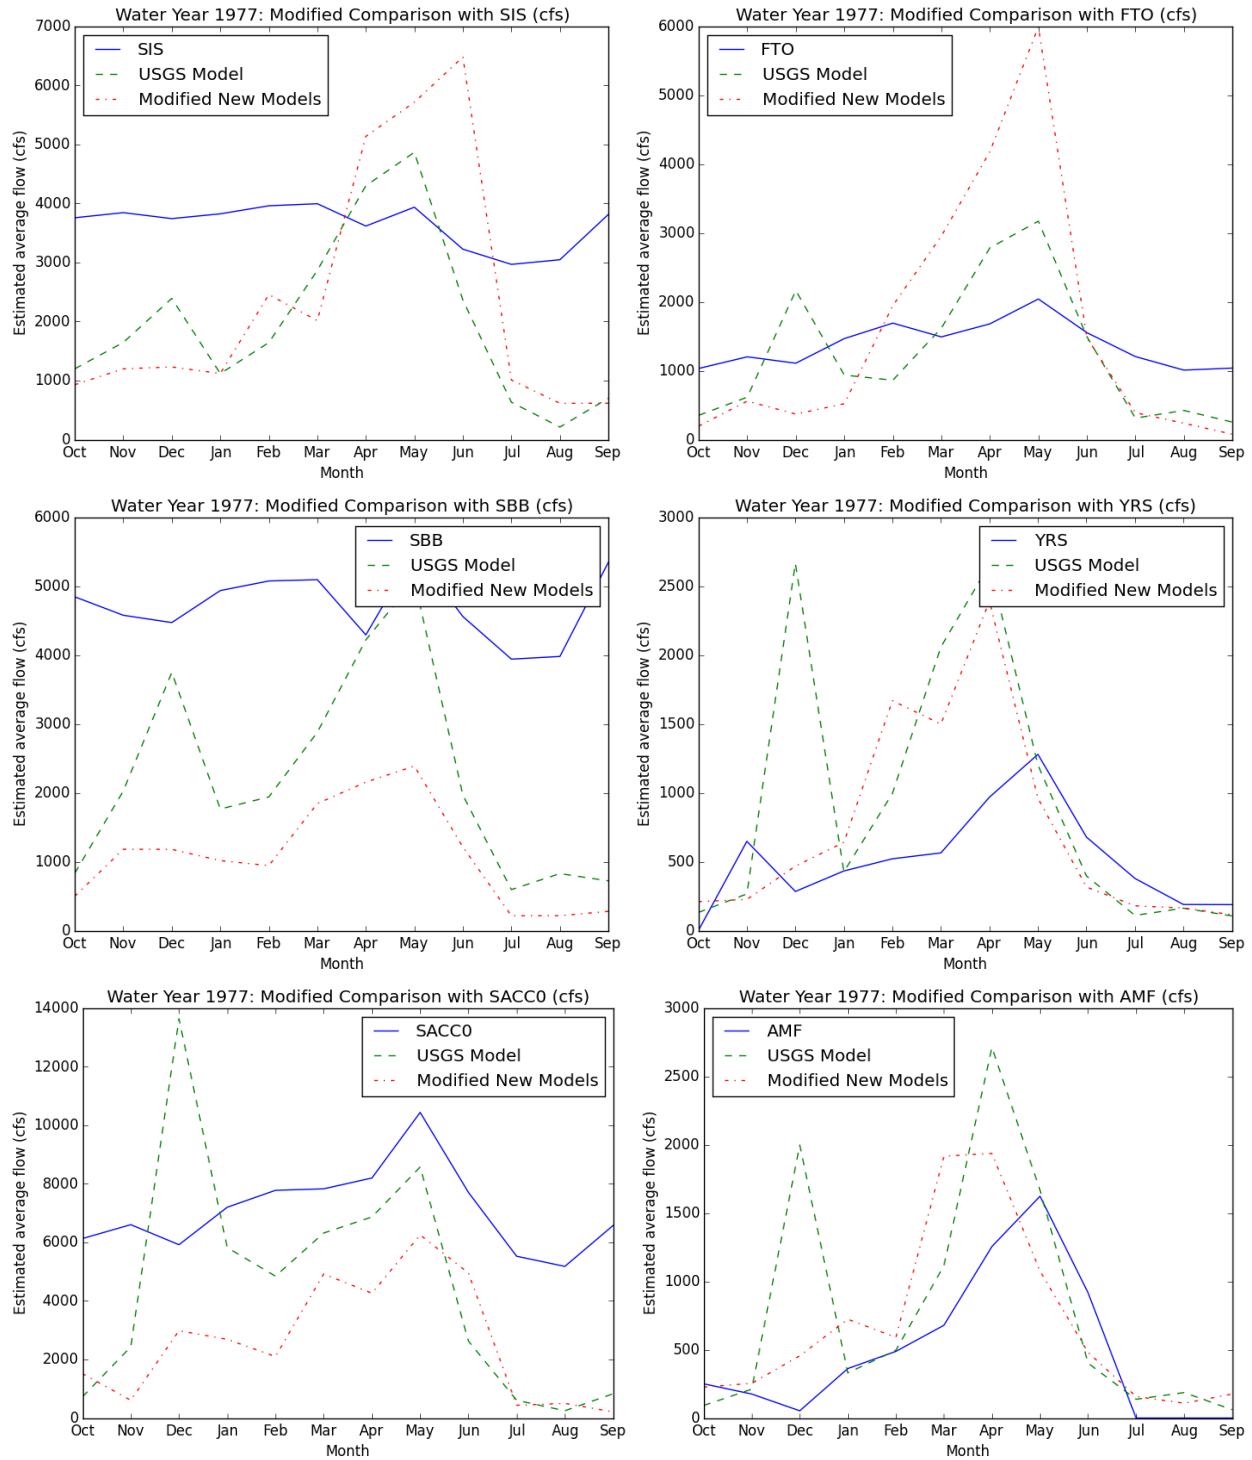 Water Year 1977: Modified Comparison with SIS (cfs)
SIS
USGS Model
Modified New Models
Estimated average flow (cfs)
7000
6000
5000
4000
3000
2000
1000
0
Oct Nov Dec Jan Feb Mar Apr May Jun Jul Aug Sep
Month
Water Year 1977: Modified Comparison with FTO (cfs)
FTO
USGS Model
Modified New Models
Estimated average flow (cfs)
6000
5000
4000
3000
2000
1000
0
Oct Nov Dec Jan Feb Mar Apr May Jun Jul Aug Sep
Month
Water Year 1977: Modified Comparison with SBB (cfs)
SBB
USGS Model
Modified New Models
Estimated average flow (cfs)
6000
5000
4000
3000
2000
1000
0
Oct Nov Dec Jan Feb Mar Apr May Jun Jul Aug Sep
Month
Water Year 1977: Modified Comparison with YRS (cfs)
YRS
USGS Model
Modified New Models
Estimated average flow (cfs)
3000
2500
2000
1500
1000
500
0
Oct Nov Dec Jan Feb Mar Apr May Jun Jul Aug Sep
Month
Water Year 1977: Modified Comparison with SACC0 (cfs)
SACC0
USGS Model
Modified New Models
Estimated average flow (cfs)
14000
12000
10000
8000
6000
4000
2000
0
Oct Nov Dec Jan Feb Mar Apr May Jun Jul Aug Sep
Month
Water Year 1977: Modified Comparison with AMF (cfs)
AMF
USGS Model
Modified New Models
Estimated average flow (cfs)
3000
2500
2000
1500
1000
500
0
Oct Nov Dec Jan Feb Mar Apr May Jun Jul Aug Sep
Month